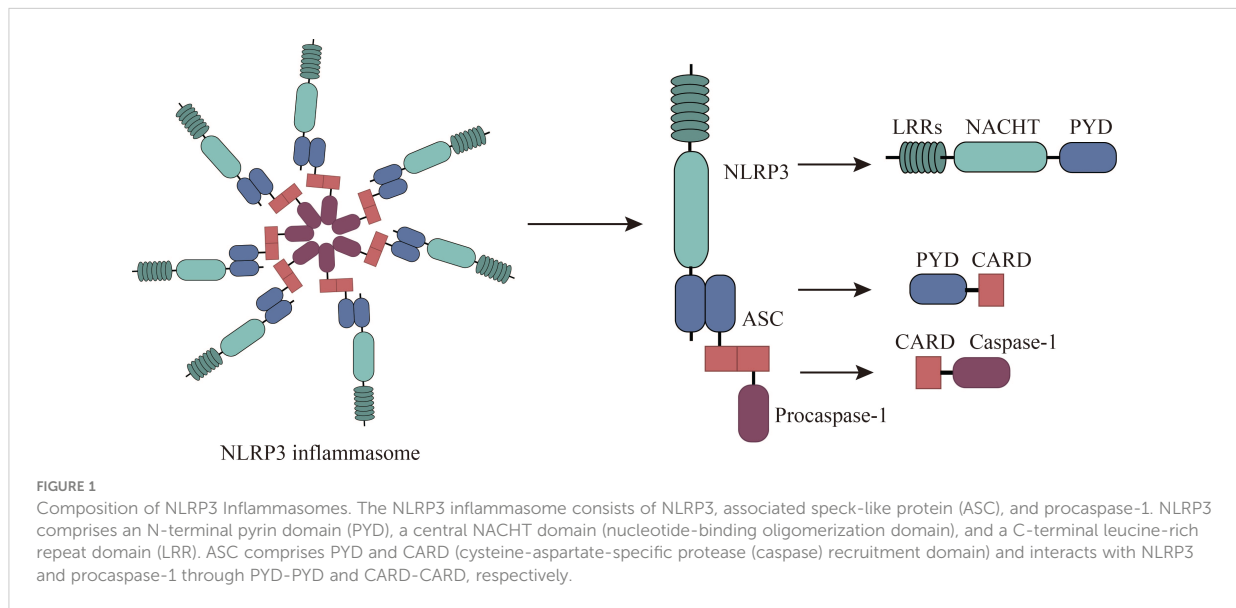 LRRs NACHT PYD
NLRP3
PYD CARD
ASC
CARD Caspase-1
Procaspase-1
NLRP3 inflammasome
FIGURE 1
Composition of NLRP3 Inflammasomes. The NLRP3 inflammasome consists of NLRP3, associated speck-like protein (ASC), and procaspase-1. NLRP3
comprises an N-terminal pyrin domain (PYD), a central NACHT domain (nucleotide-binding oligomerization domain), and a C-terminal leucine-rich
repeat domain (LRR). ASC comprises PYD and CARD (cysteine-aspartate-specific protease (caspase) recruitment domain) and interacts with NLRP3
and procaspase-1 through PYD-PYD and CARD-CARD, respectively.